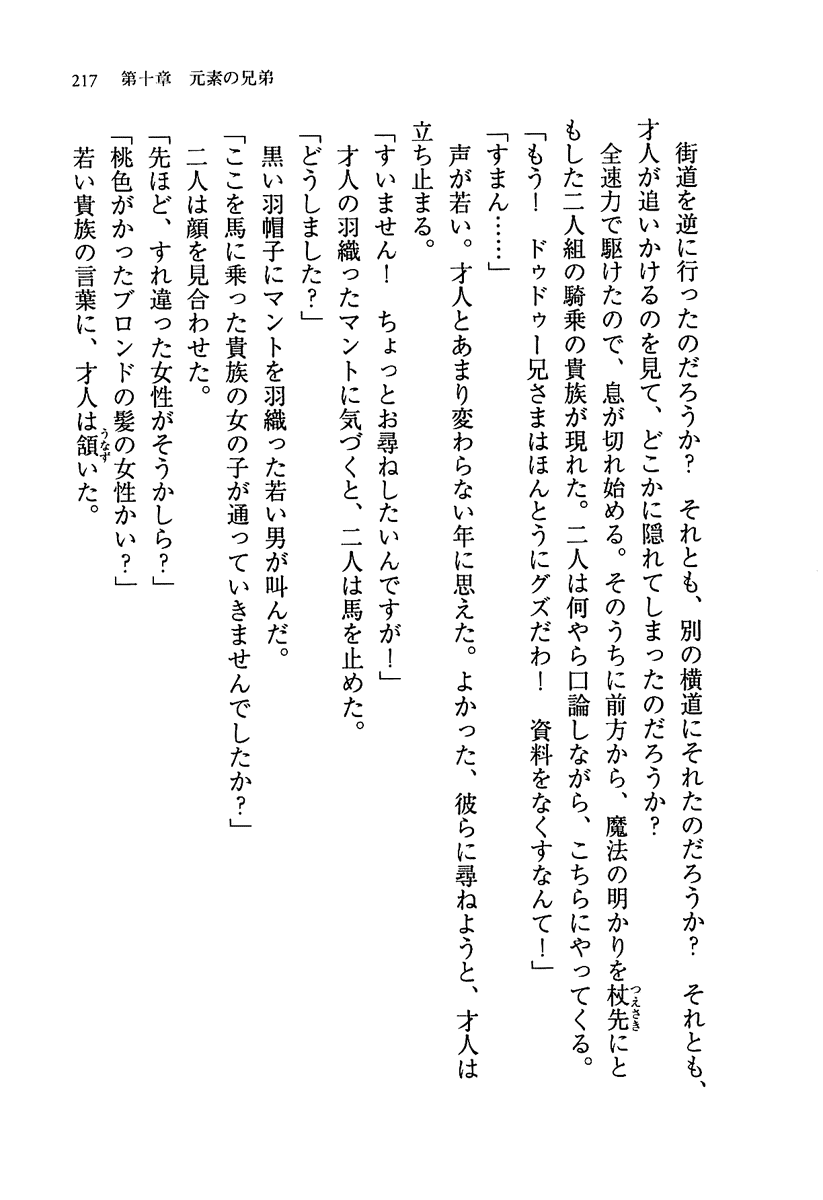 217　第十章　元素の兄弟
街道を逆に行ったのだろうか？　それとも、別の横道にそれたのだろうか？　それとも、
才人が追いかけるのを見て、どこかに隠れてしまったのだろうか？
全速力で駆けたので、息が切れ始める。そのうちに前方から、魔法の明かりを杖先にと
もした二人組の騎乗の貴族が現れた。二人は何やら口論しながら、こちらにやってくる。
「もう！　ドゥドゥー兄さまはほんとうにグズだわ！　資料をなくすなんて！」
「すまん……」
声が若い。才人とあまり変わらない年に思えた。よかった、彼らに尋ねようと、才人は
立ち止まる。
「すいません！　ちょっとお尋ねしたいんですが！」
才人の羽織ったマントに気づくと、二人は馬を止めた。
「どうしました？」
黒い羽帽子にマントを羽織った若い男が叫んだ。
「ここを馬に乗った貴族の女の子が通っていきませんでしたか？」
二人は顔を見合わせた。
「先ほど、すれ違った女性がそうかしら？」
「桃色がかったブロンドの髪の女性かい？」
若い貴族の言葉に、才人は頷いた。